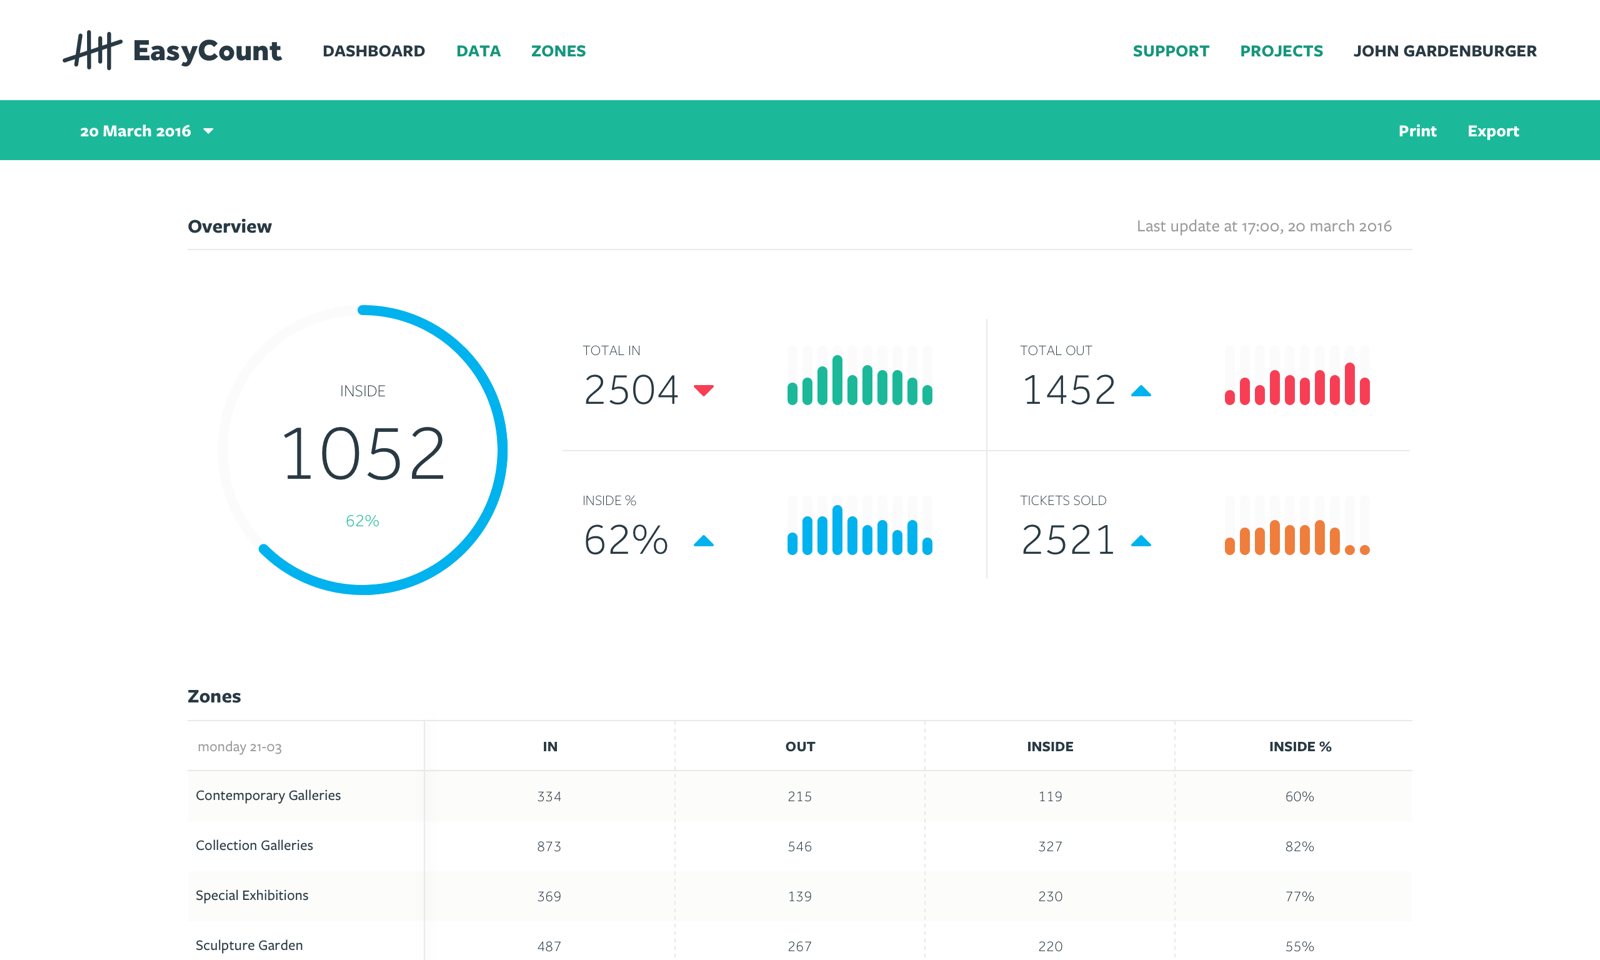 EasyCount DASHBOARD DATA ZONES SUPPORT PROJECTS JOHN GARDENBURGER
20 March 2016 Print Export
Overview Last update at 17:00, 20 march 2016
INSIDE
1052
62%
TOTAL IN
2504
TOTAL OUT
1452
INSIDE %
62%
TICKETS SOLD
2521
Zones
monday 21-03 IN OUT INSIDE INSIDE %
Contemporary Galleries 334 215 119 60%
Collection Galleries 873 546 327 82%
Special Exhibitions 369 139 230 77%
Sculpture Garden 487 267 220 55%